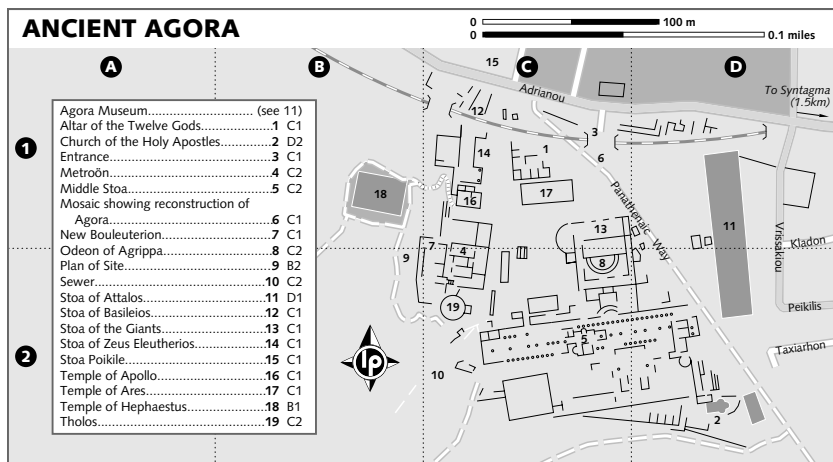 ANCIENT AGORA
0 100 m
0 0.1 miles
A B C D
15
Adrianou
To Syntagma
(1.5km)
1
Agora Museum............................ (see 11)
Altar of the Twelve Gods....................1 C1
Church of the Holy Apostles..............2 D2
Entrance............................................3 C1
Metroön............................................4 C2
Middle Stoa......................................5 C2
Mosaic showing reconstruction of
Agora...........................................6 C1
New Bouleuterion.............................7 C1
Odeon of Agrippa.............................8 C2
Plan of Site.......................................9 B2
Sewer..............................................10 C2
Stoa of Attalos.................................11 D1
Stoa of Basileios..............................12 C1
Stoa of the Giants............................13 C1
Stoa of Zeus Eleutherios..................14 C1
Stoa Poikile.....................................15 C1
Temple of Apollo.............................16 C1
Temple of Ares................................17 C1
Temple of Hephaestus.....................18 B1
Tholos.............................................19 C2
12
3
14
1
6
18
16
17
Panathenaic Way
11
13
Vrissakiou
7
4
9
8
Kladon
19
Peikilis
2
5
Taxiarhon
lp
10
2